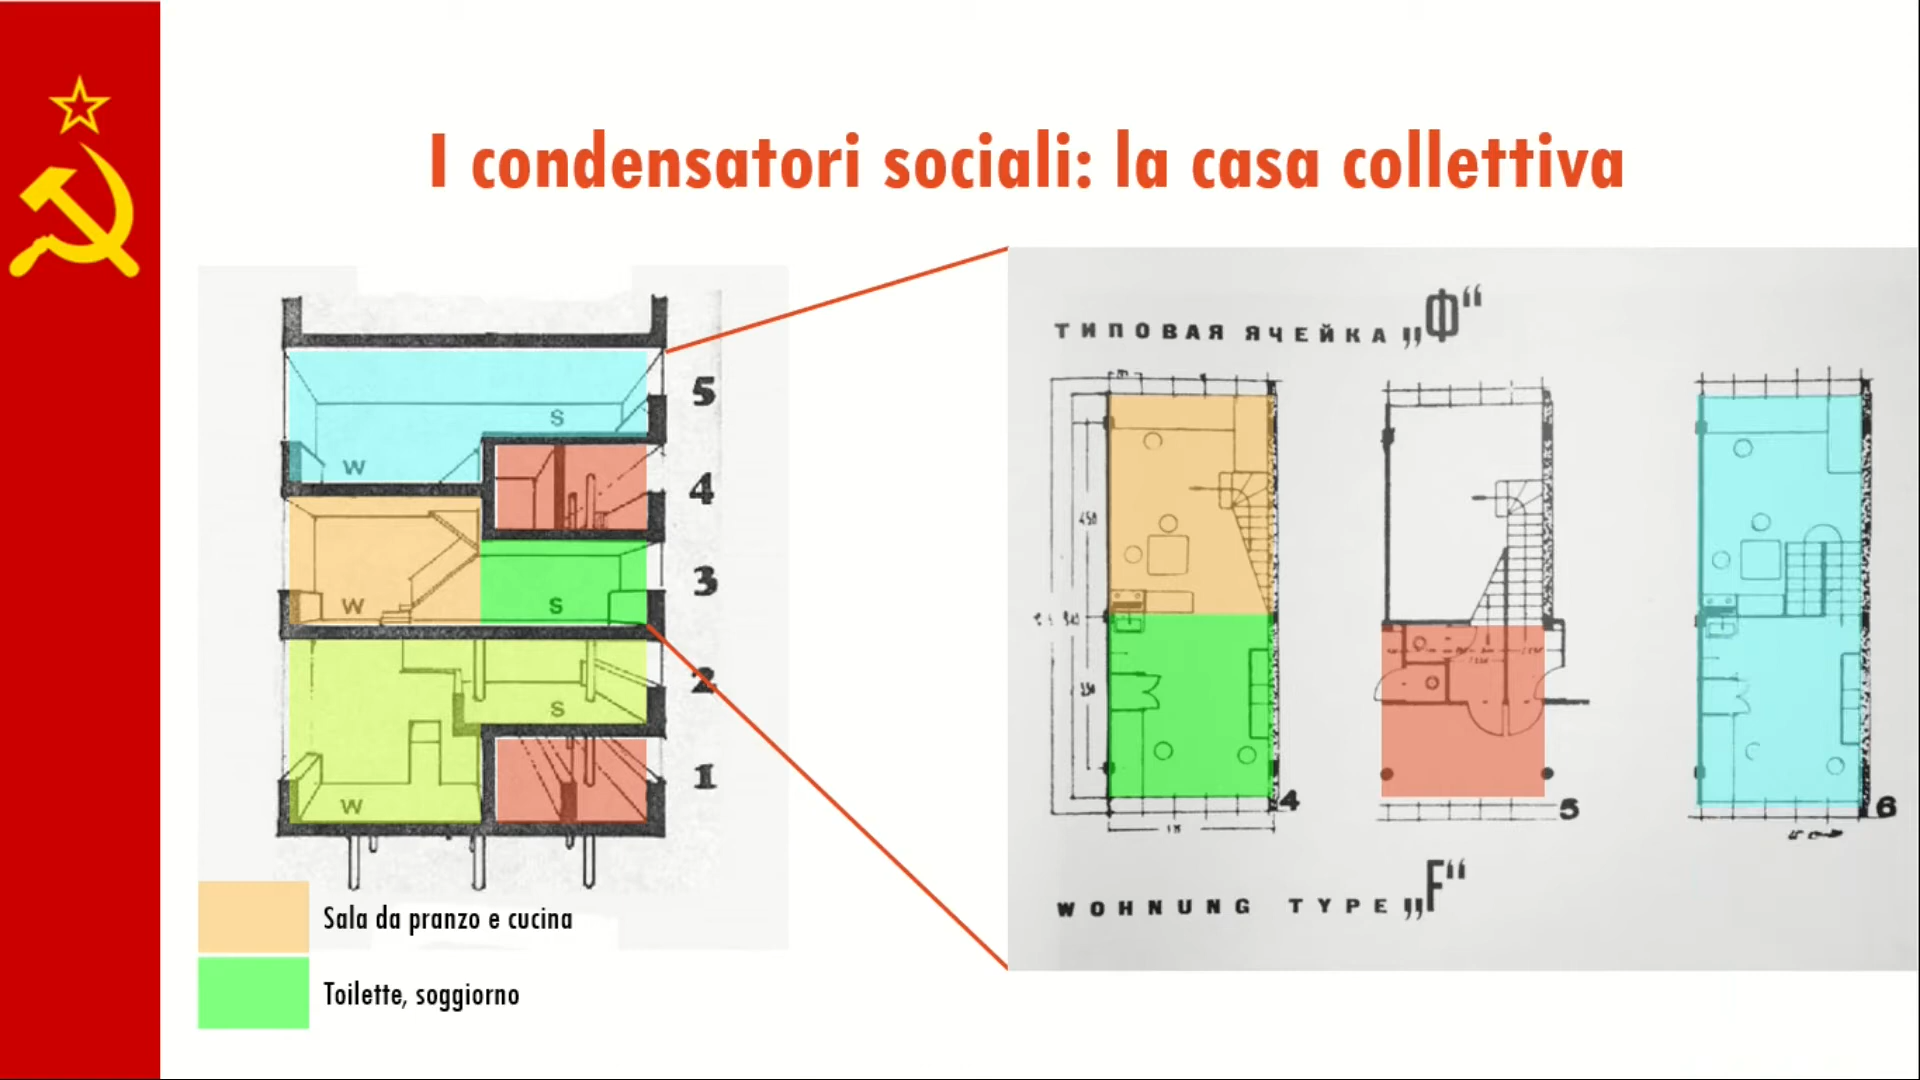 I condensatori sociali: la casa collettiva
5
S
W
4
3
W
S
2
S
1
W
Sala da pranzo e cucina
Toilette, soggiorno
ТИПОВАЯ ЯЧЕЙКА „Ф“
450
4
5
6
WOHNUNG TYPE „F“